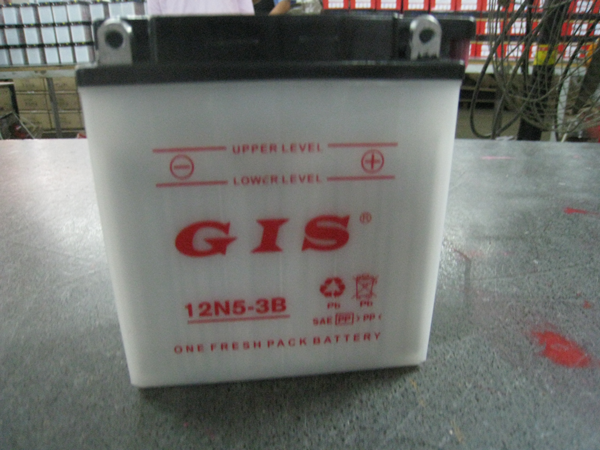 UPPER LEVEL
− +
LOWER LEVEL
GIS®
12N5-3B
Pb Pb
SAE PP >PP<
ONE FRESH PACK BATTERY